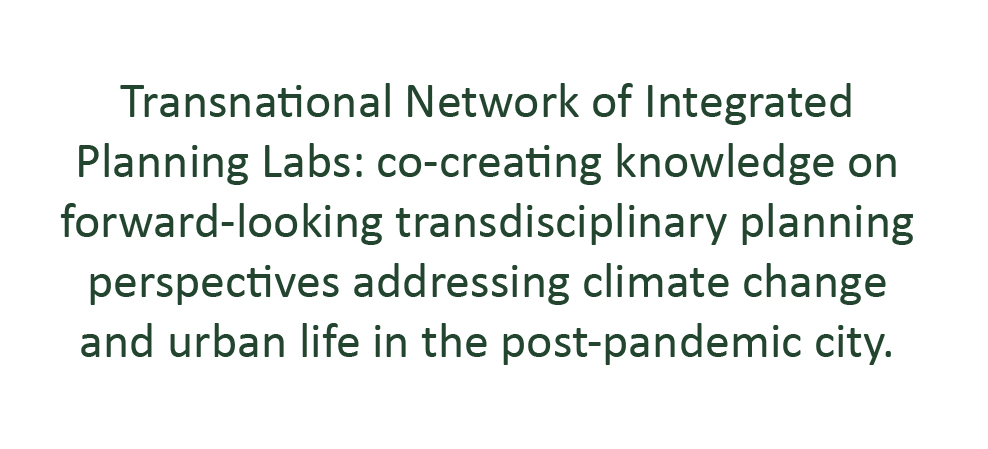 Transnational Network of Integrated
Planning Labs: co-creating knowledge on
forward-looking transdisciplinary planning
perspectives addressing climate change
and urban life in the post-pandemic city.